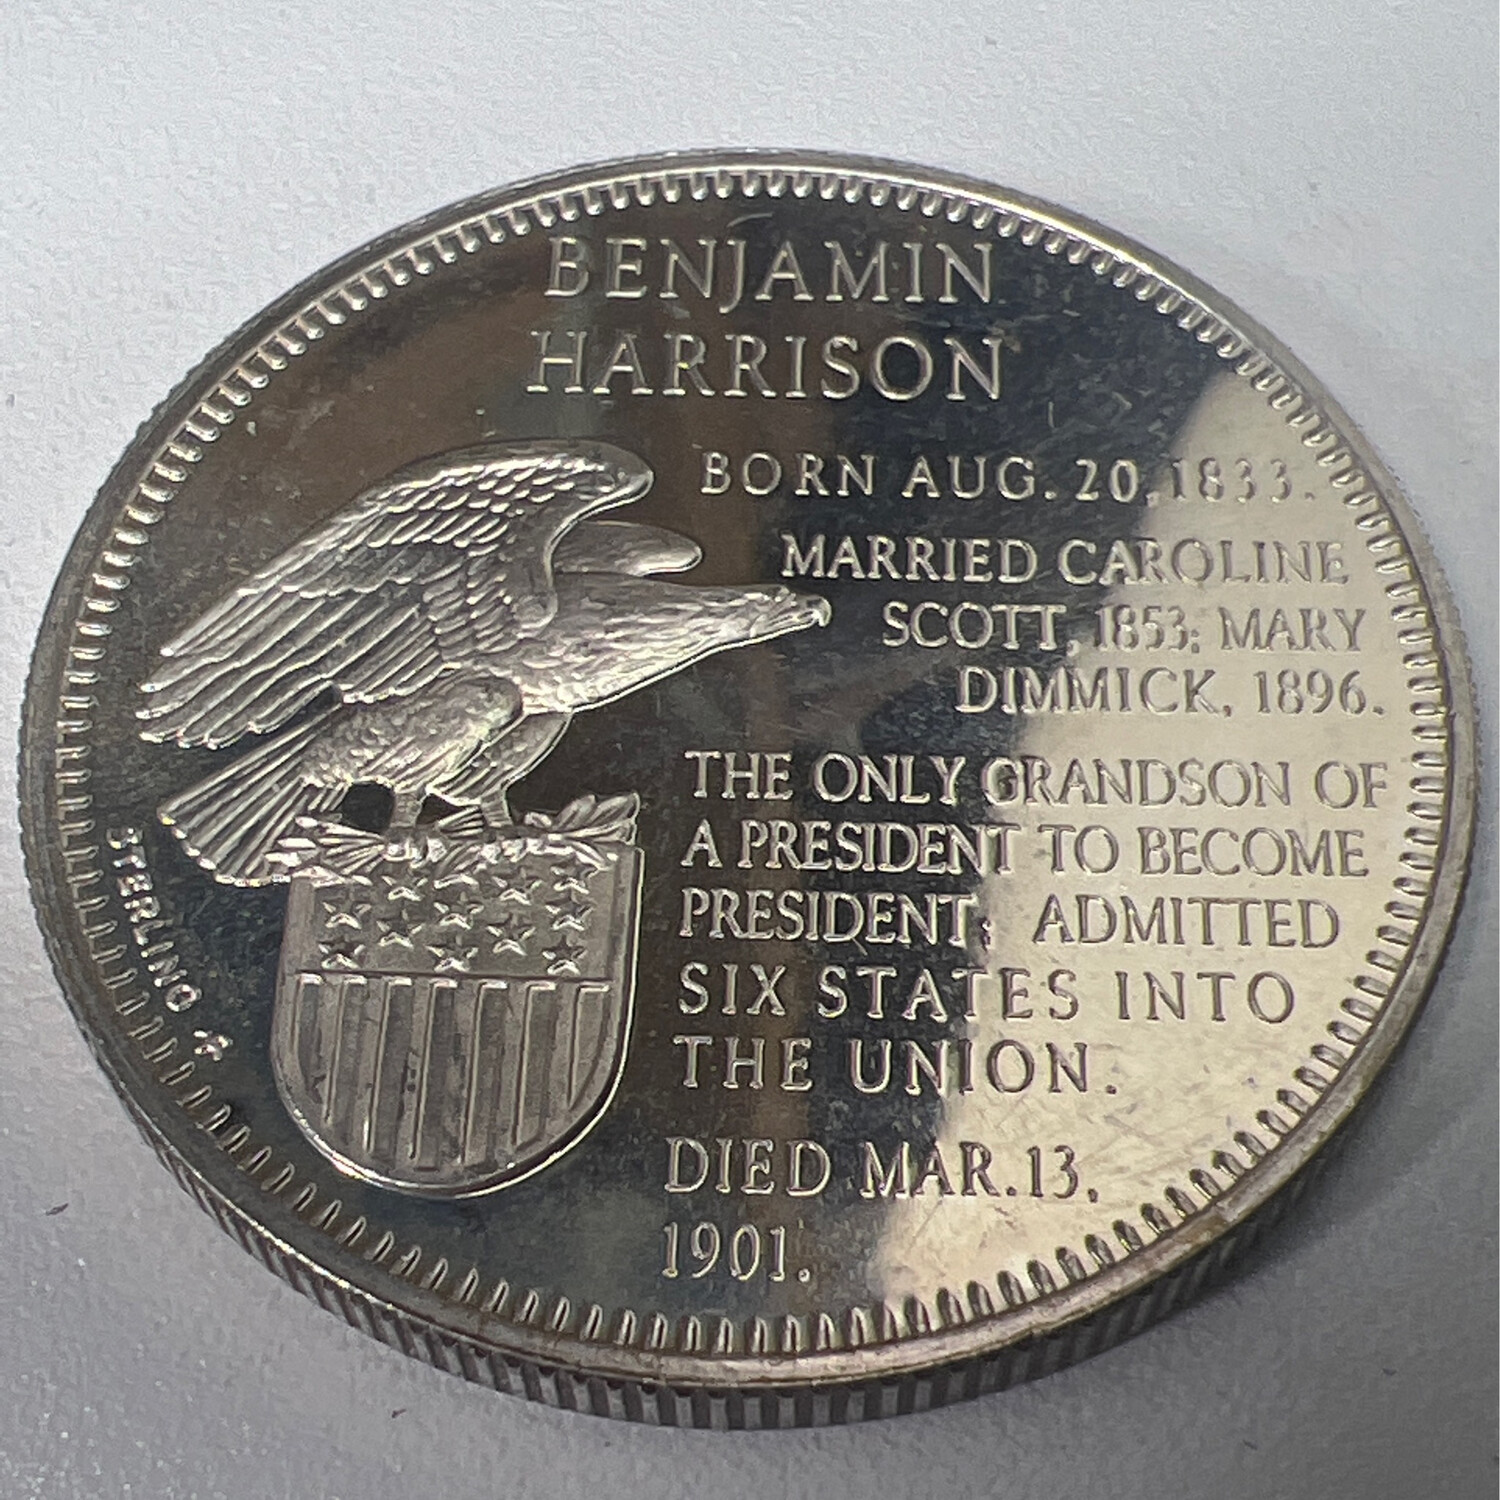 BENJAMIN
HARRISON
BORN AUG. 20, 1833.
MARRIED CAROLINE
SCOTT, 1853; MARY
DIMMICK, 1896.
THE ONLY GRANDSON OF
A PRESIDENT TO BECOME
PRESIDENT; ADMITTED
SIX STATES INTO
THE UNION.
DIED MAR. 13,
1901.
STERLING